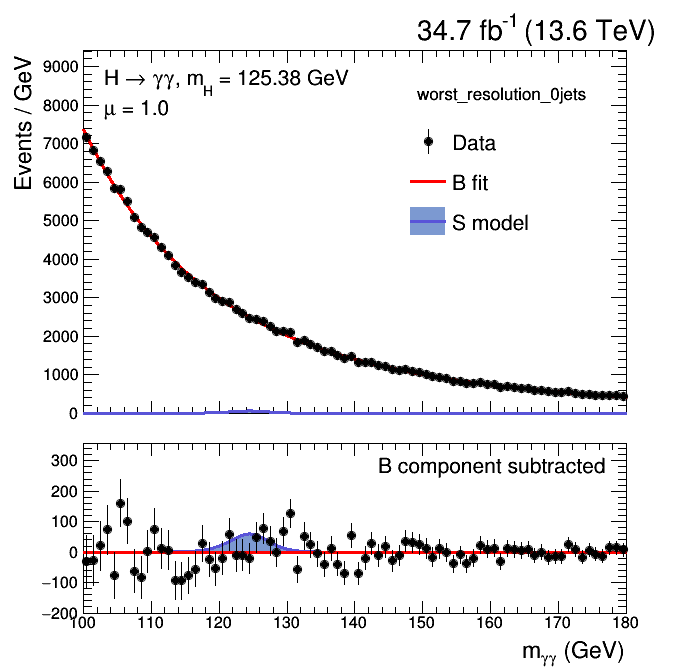 34.7 fb⁻¹ (13.6 TeV)
Events / GeV
9000
8000
7000
6000
5000
4000
3000
2000
1000
0
H → γγ, m_H = 125.38 GeV
μ = 1.0
worst_resolution_0jets
Data
B fit
S model
B component subtracted
300
200
100
0
−100
−200
100 110 120 130 140 150 160 170 180
m_γγ (GeV)